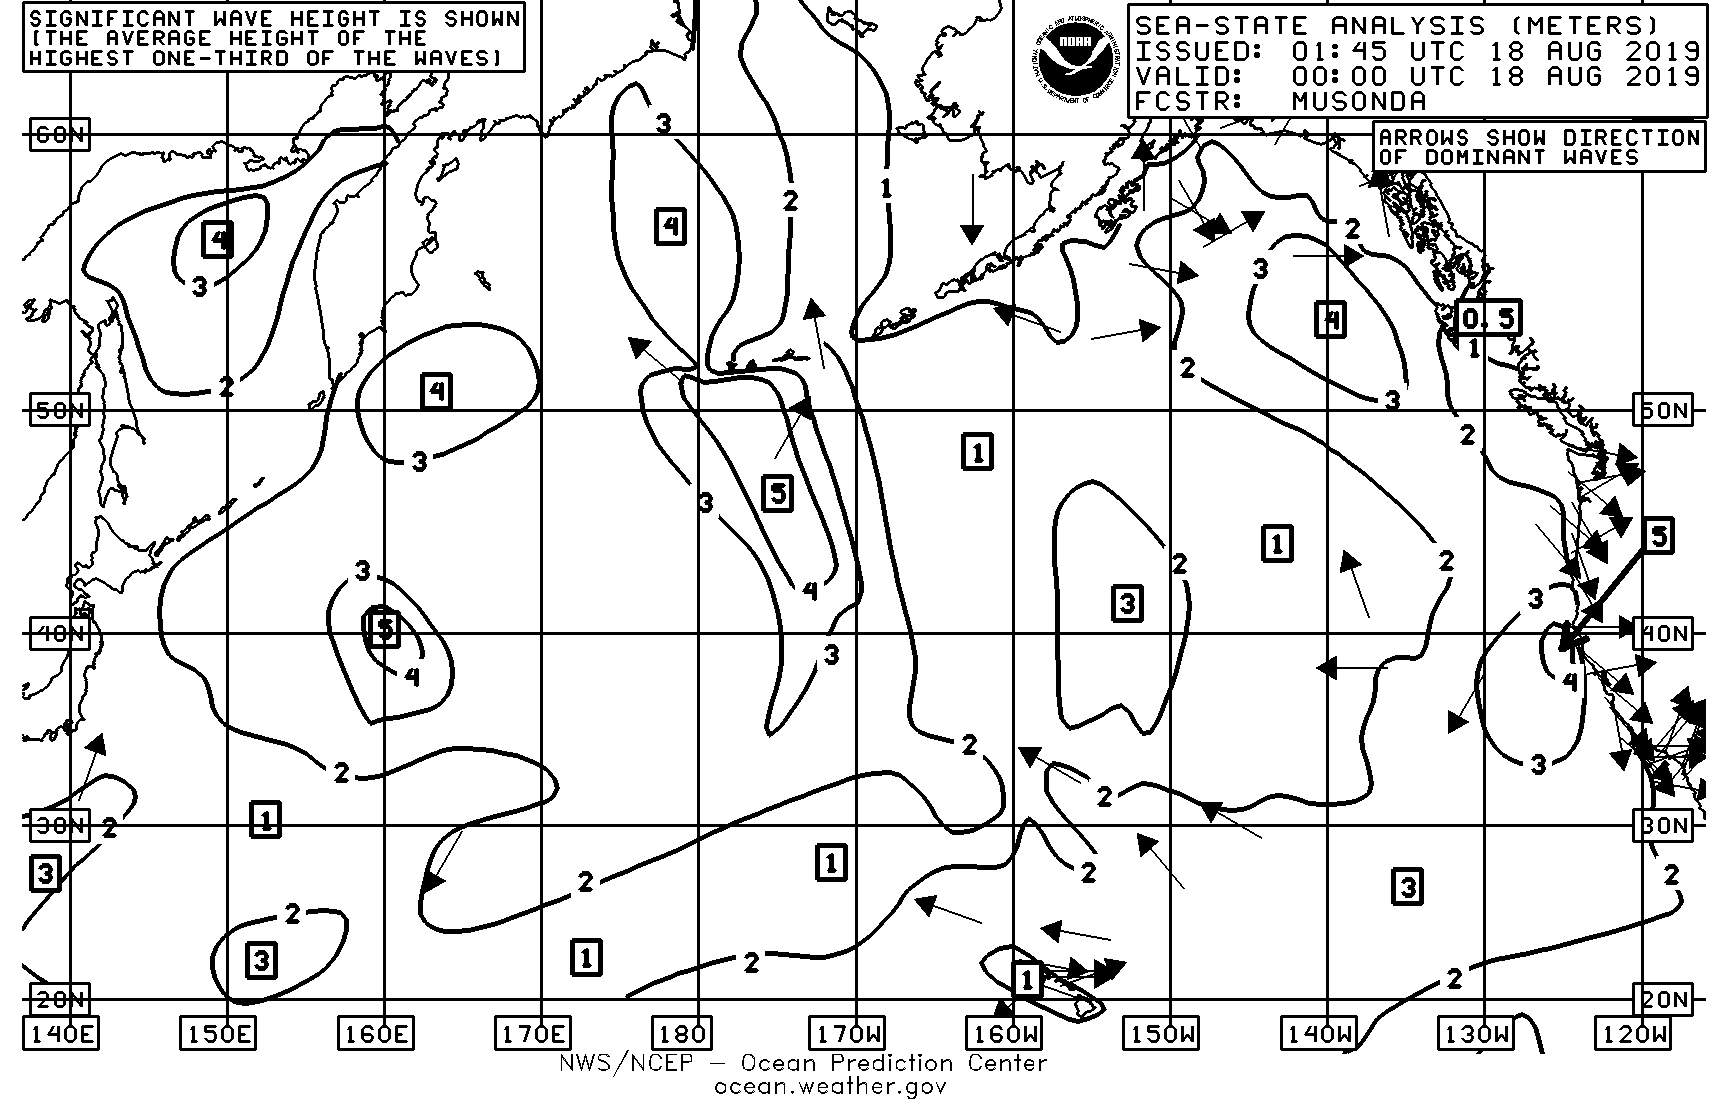 SIGNIFICANT WAVE HEIGHT IS SHOWN
(THE AVERAGE HEIGHT OF THE
HIGHEST ONE-THIRD OF THE WAVES)
NOAA
SEA-STATE ANALYSIS (METERS)
ISSUED: 01:45 UTC 18 AUG 2019
VALID: 00:00 UTC 18 AUG 2019
FCSTR: MUSONDA
ARROWS SHOW DIRECTION
OF DOMINANT WAVES
60N
3
2
1
4
4
2
3
3
4
0.5
1
4
4
2
2
3
50N
50N
3
2
1
5
3
5
1
2
2
3
3
4
3
5
40N
40N
3
4
4
2
2
3
2
1
2
30N
30N
1
3
2
2
2
3
2
3
2
1
2
1
20N
20N
140E 150E 160E 170E 180 170W 160W 150W 140W 130W 120W
NWS/NCEP – Ocean Prediction Center
ocean.weather.gov